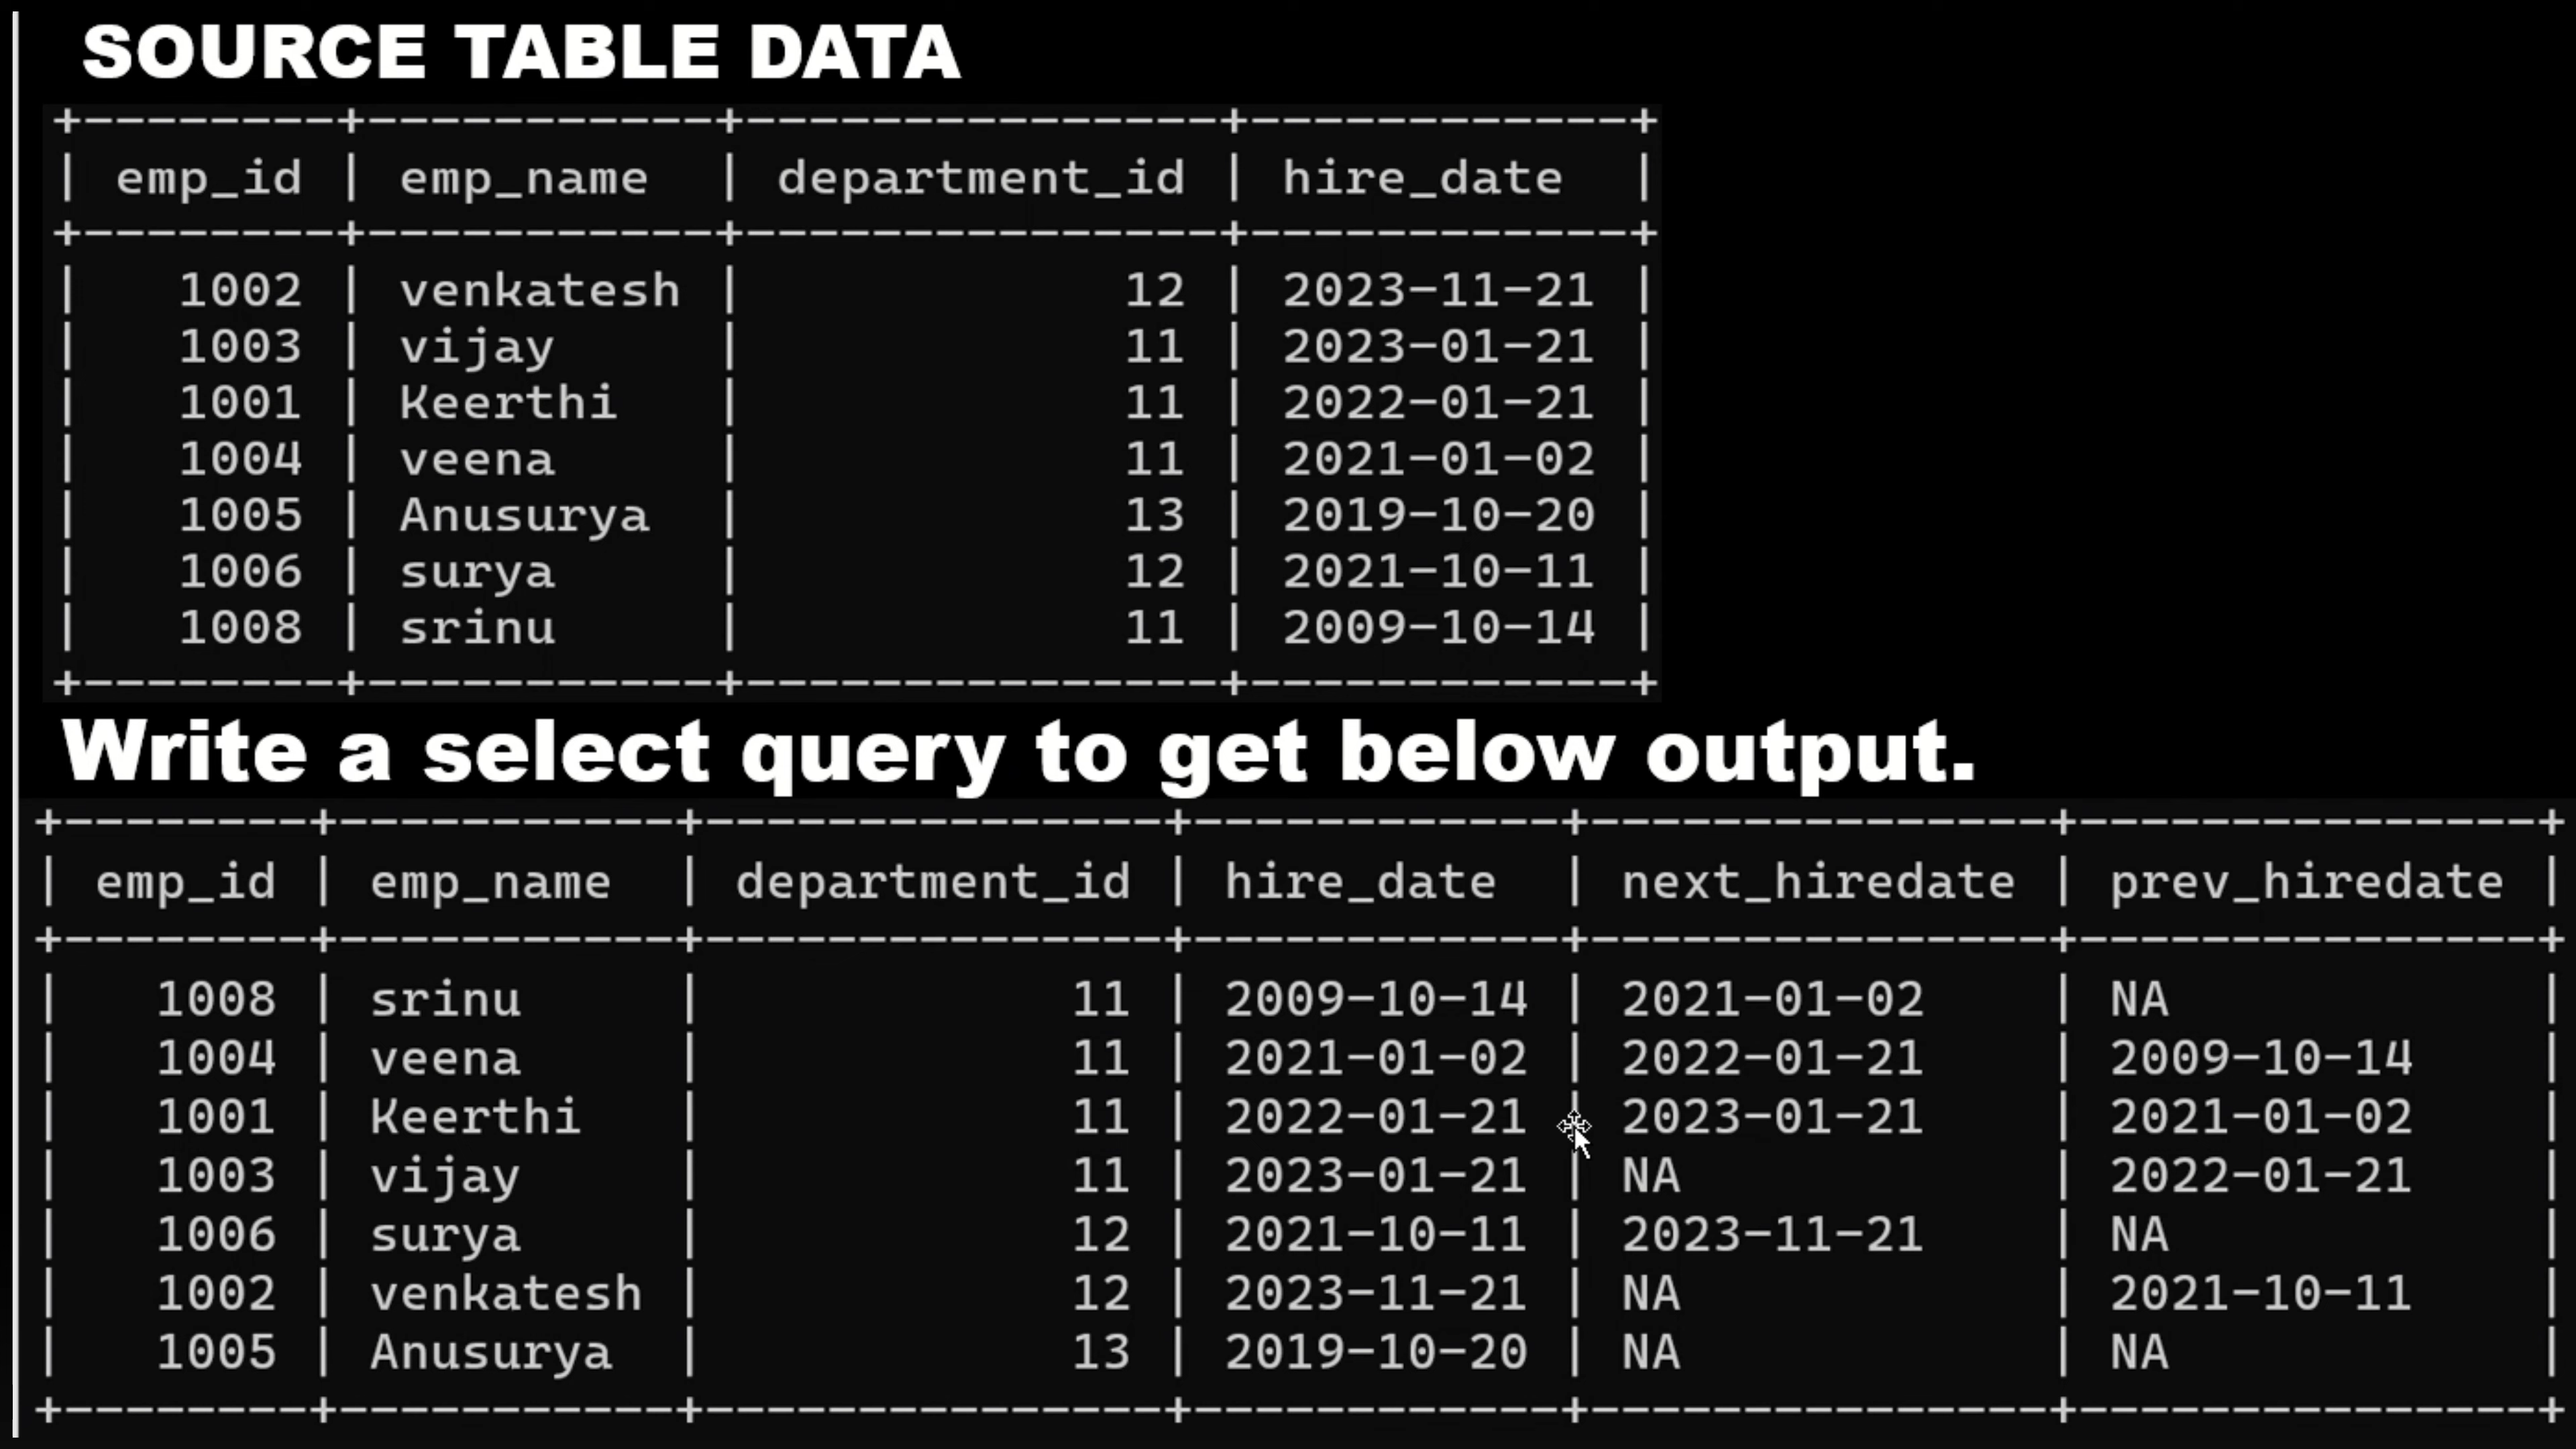 SOURCE TABLE DATA
+--------+-----------+---------------+------------+
| emp_id | emp_name | department_id | hire_date |
+--------+-----------+---------------+------------+
| 1002 | venkatesh | 12 | 2023-11-21 |
| 1003 | vijay | 11 | 2023-01-21 |
| 1001 | Keerthi | 11 | 2022-01-21 |
| 1004 | veena | 11 | 2021-01-02 |
| 1005 | Anusurya | 13 | 2019-10-20 |
| 1006 | surya | 12 | 2021-10-11 |
| 1008 | srinu | 11 | 2009-10-14 |
+--------+-----------+---------------+------------+
Write a select query to get below output.
+--------+-----------+---------------+------------+---------------+---------------+
| emp_id | emp_name | department_id | hire_date | next_hiredate | prev_hiredate |
+--------+-----------+---------------+------------+---------------+---------------+
| 1008 | srinu | 11 | 2009-10-14 | 2021-01-02 | NA |
| 1004 | veena | 11 | 2021-01-02 | 2022-01-21 | 2009-10-14 |
| 1001 | Keerthi | 11 | 2022-01-21 | 2023-01-21 | 2021-01-02 |
| 1003 | vijay | 11 | 2023-01-21 | NA | 2022-01-21 |
| 1006 | surya | 12 | 2021-10-11 | 2023-11-21 | NA |
| 1002 | venkatesh | 12 | 2023-11-21 | NA | 2021-10-11 |
| 1005 | Anusurya | 13 | 2019-10-20 | NA | NA |
+--------+-----------+---------------+------------+---------------+---------------+